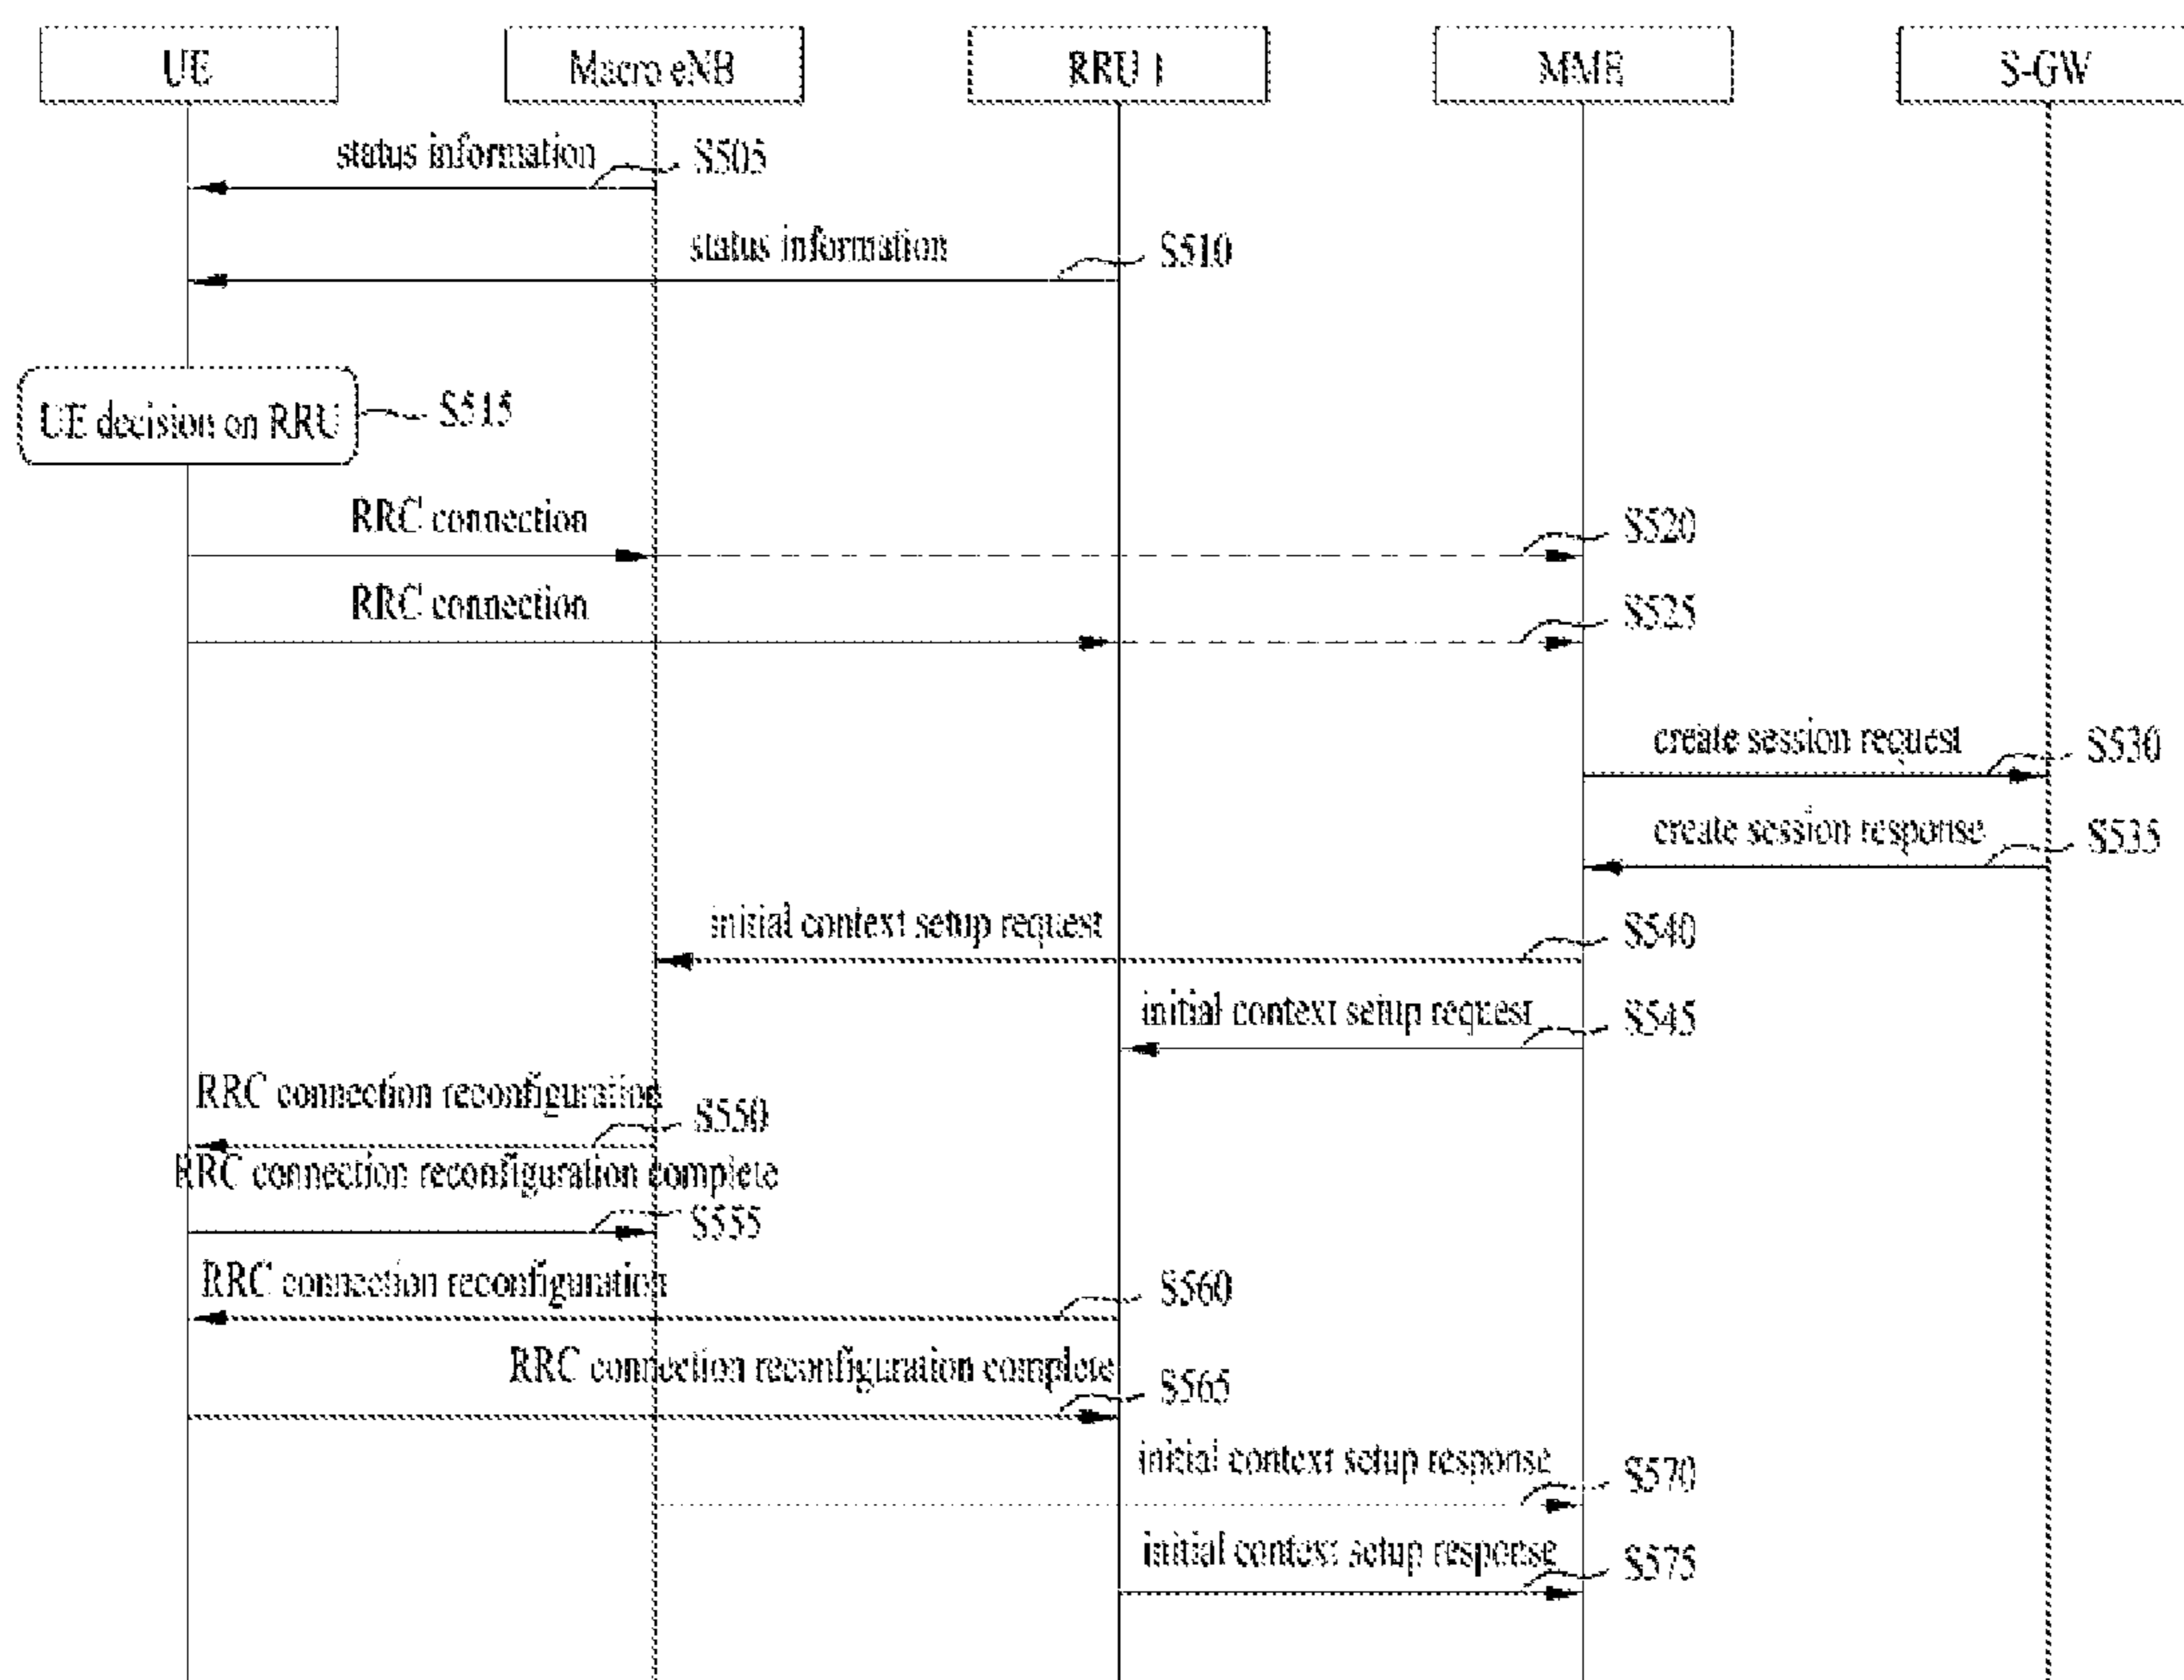 UE
Macro eNB
RRU 1
MME
S-GW
status information
S505
status information
S510
UE decision on RRU
S515
RRC connection
S520
RRC connection
S525
create session request
S530
create session response
S535
initial context setup request
S540
initial context setup request
S545
RRC connection reconfiguration
S550
RRC connection reconfiguration complete
S555
RRC connection reconfiguration
S560
RRC connection reconfiguration complete
S565
initial context setup response
S570
initial context setup response
S575